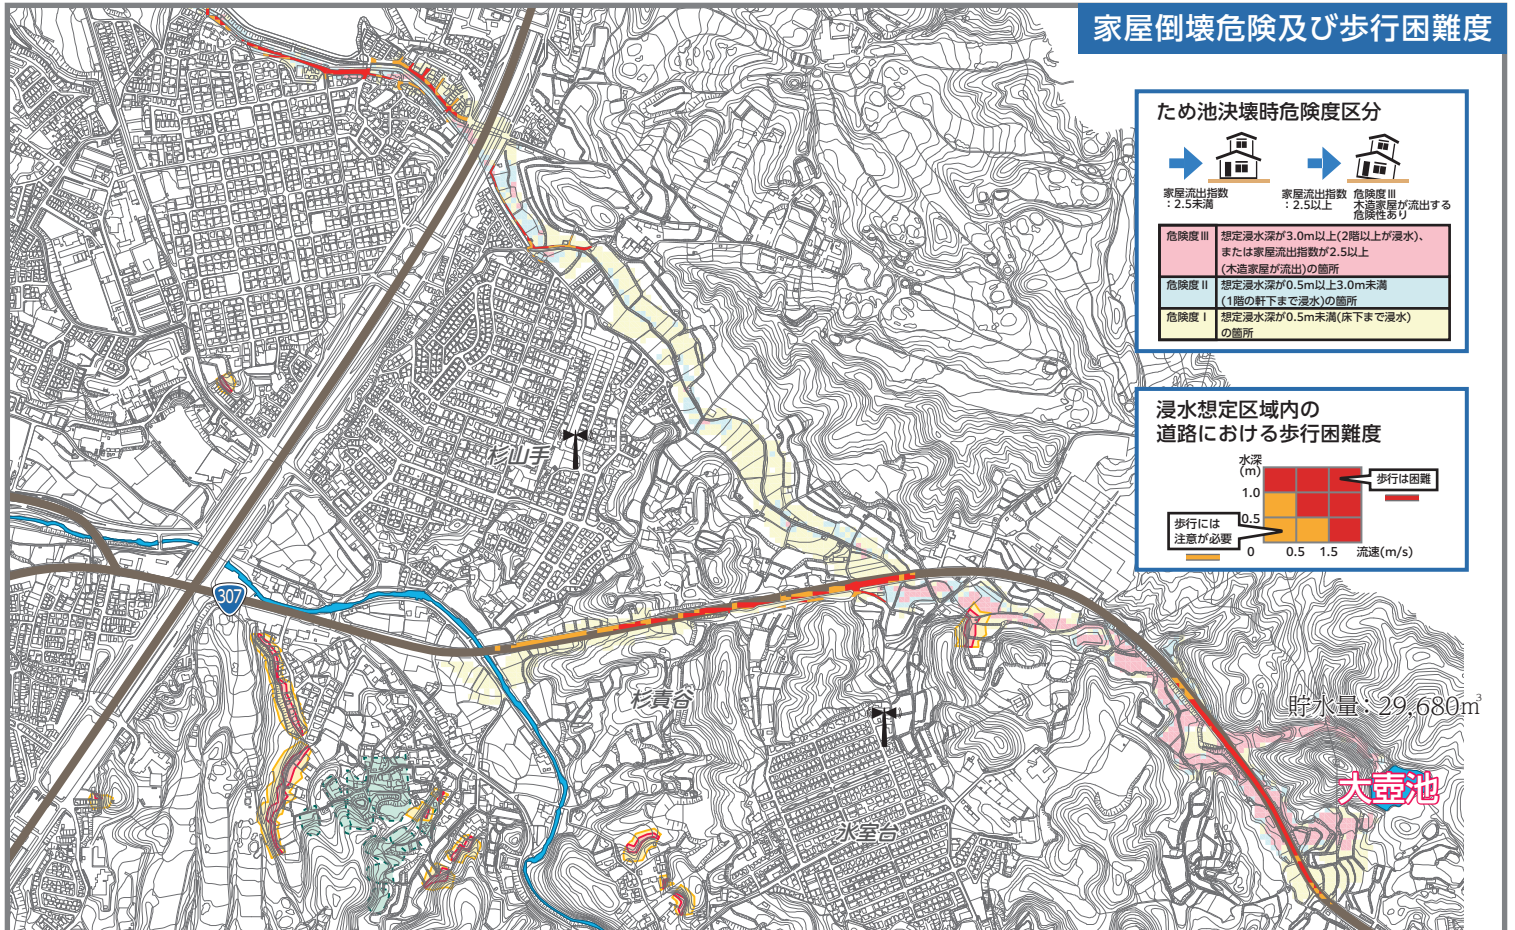 家屋倒壊危険及び歩行困難度
ため池決壊時危険度区分
家屋流出指数
：2.5未満
家屋流出指数
：2.5以上
危険度Ⅲ
木造家屋が流出する
危険性あり
危険度Ⅲ
想定浸水深が3.0m以上(2階以上が浸水)、
または家屋流出指数が2.5以上
(木造家屋が流出)の箇所
危険度Ⅱ
想定浸水深が0.5m以上3.0m未満
(1階の軒下まで浸水)の箇所
危険度Ⅰ
想定浸水深が0.5m未満(床下まで浸水)
の箇所
浸水想定区域内の
道路における歩行困難度
水深
(m)
1.0
0.5
0
0.5
1.5
流速(m/s)
歩行は困難
歩行には
注意が必要
杉山手
307
杉責谷
氷室台
貯水量：29,680m³
大壺池